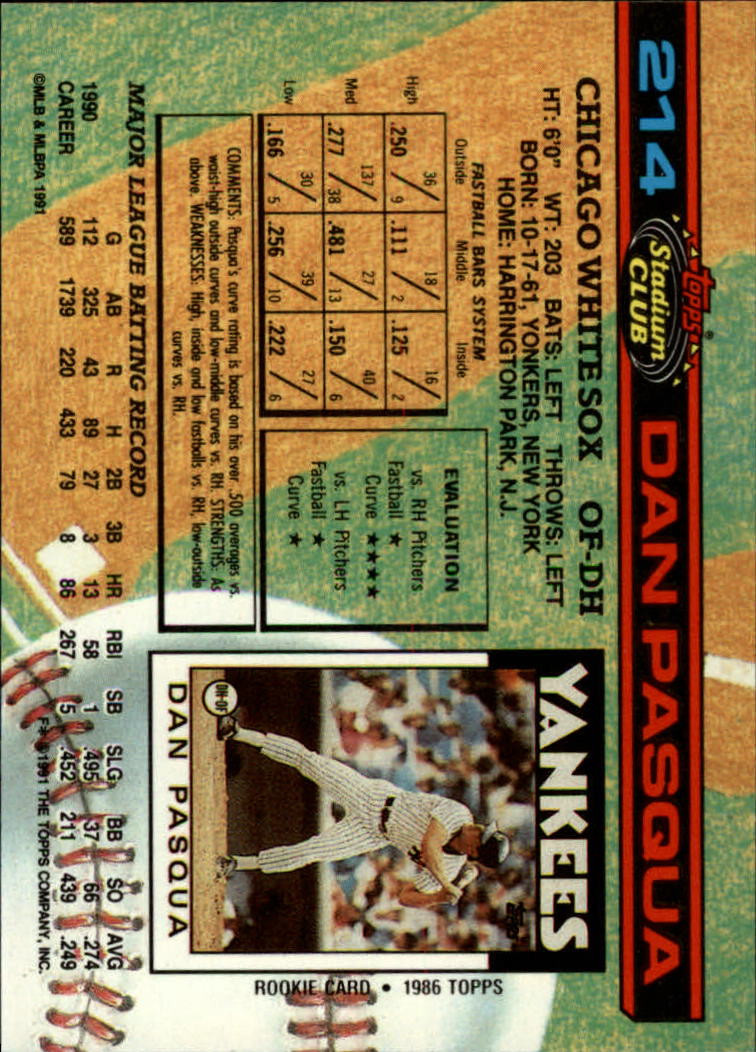 214
Topps®
Stadium
CLUB
DAN PASQUA
CHICAGO WHITE SOX OF-DH
HT: 6'0" WT: 203 BATS: LEFT THROWS: LEFT
BORN: 10-17-61, YONKERS, NEW YORK
HOME: HARRINGTON PARK, N.J.
FASTBALL BARS SYSTEM
Outside Middle Inside
High .250 36/9 .111 18/2 .125 16/2
Med .277 137/38 .481 27/13 .150 40/6
Low .166 30/5 .256 39/10 .222 27/6
EVALUATION
vs. RH Pitchers
Fastball ★
Curve ★★★★
vs. LH Pitchers
Fastball ★
Curve ★
COMMENTS: Pasqua's curve rating is based on his over .500 averages vs.
waist-high outside curves and low-middle curves vs. RH. STRENGTHS: As
above. WEAKNESSES: High, inside and low fastballs vs. RH, low-outside
curves vs. RH.
YANKEES
Topps
DH-OF
DAN PASQUA
ROOKIE CARD • 1986 TOPPS
MAJOR LEAGUE BATTING RECORD
G AB R H 2B 3B HR RBI SB SLG BB SO AVG
1990 112 325 43 89 27 3 13 58 1 .495 37 66 .274
CAREER 589 1739 220 433 79 8 86 267 5 .452 211 439 .249
©MLB & MLBPA 1991
F* © 1991 THE TOPPS COMPANY, INC.